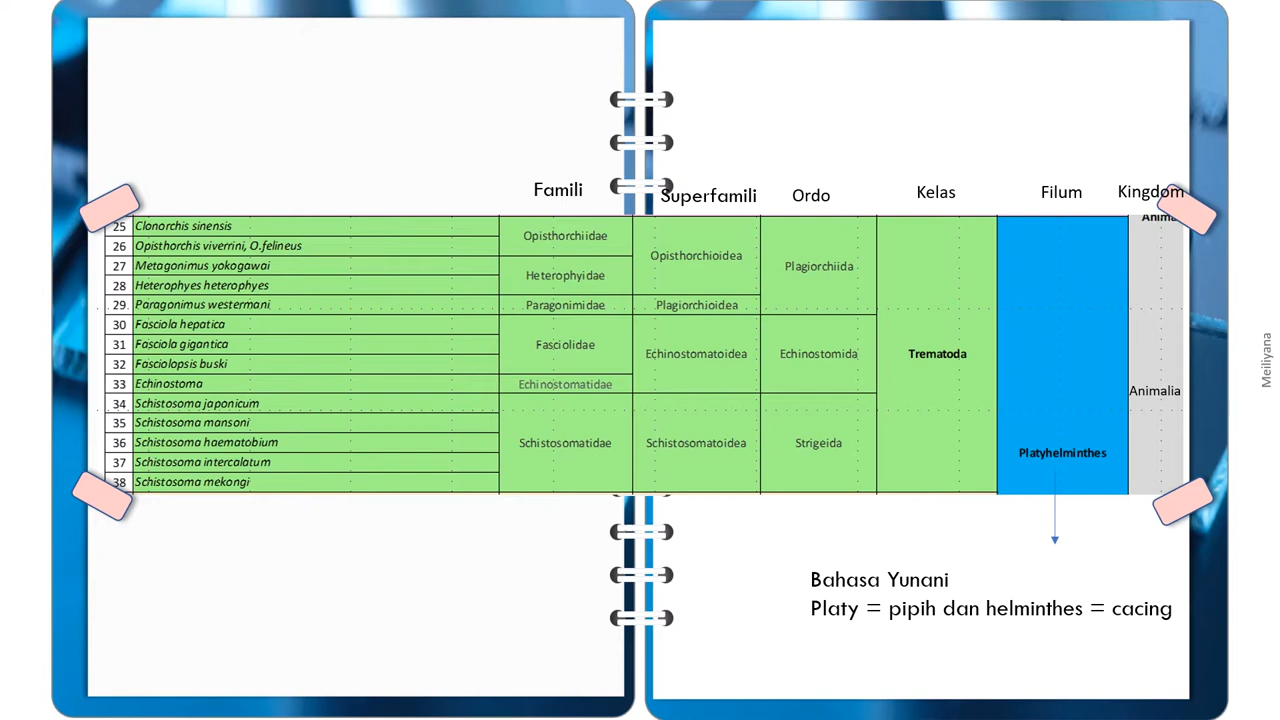 Famili Superfamili Ordo Kelas Filum Kingdom
25 Clonorchis sinensis Opisthorchiidae Opisthorchioidea Plagiorchiida Trematoda Platyhelminthes Anima
26 Opisthorchis viverrini, O.felineus
27 Metagonimus yokogawai Heterophyidae
28 Heterophyes heterophyes
29 Paragonimus westermani Paragonimidae Plagiorchioidea
30 Fasciola hepatica Fasciolidae Echinostomatoidea Echinostomida
31 Fasciola gigantica
32 Fasciolopsis buski
33 Echinostoma Echinostomatidae Animalia
34 Schistosoma japonicum Schistosomatidae Schistosomatoidea Strigeida
35 Schistosoma mansoni
36 Schistosoma haematobium
37 Schistosoma intercalatum
38 Schistosoma mekongi
Bahasa Yunani
Platy = pipih dan helminthes = cacing
Meiliyana